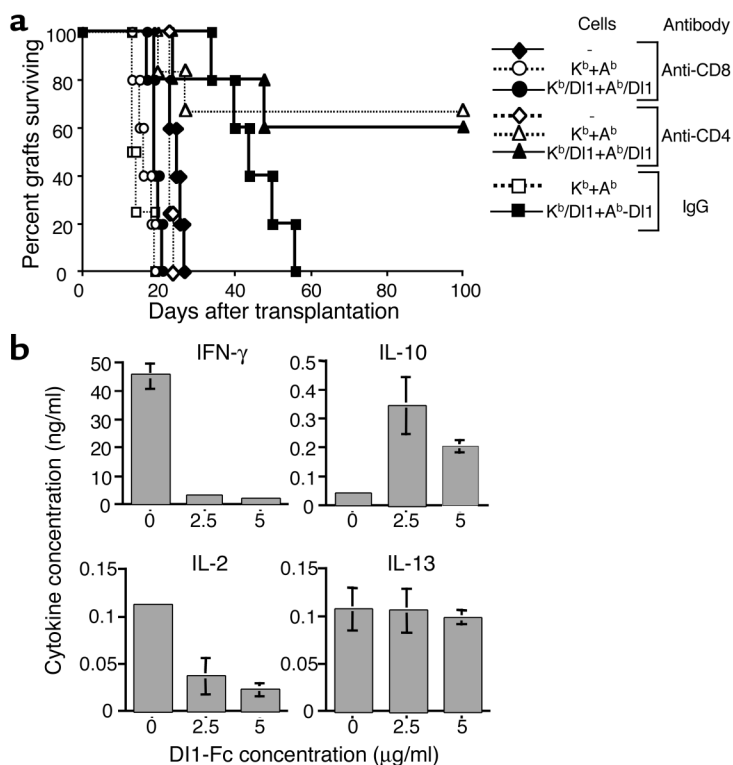 a
Percent grafts surviving
100
80
60
40
20
0
0 20 40 60 80 100
Days after transplantation
Cells Antibody
-
Kb+Ab
Kb/Dl1+Ab/Dl1
Anti-CD8
-
Kb+Ab
Kb/Dl1+Ab/Dl1
Anti-CD4
Kb+Ab
Kb/Dl1+Ab-Dl1
IgG
b
Cytokine concentration (ng/ml)
IFN-γ
50
40
30
20
10
0
0 2.5 5
IL-10
0.5
0.4
0.3
0.2
0.1
0
0 2.5 5
IL-2
0.15
0.1
0.05
0
0 2.5 5
IL-13
0.15
0.1
0.05
0
0 2.5 5
Dl1-Fc concentration (μg/ml)